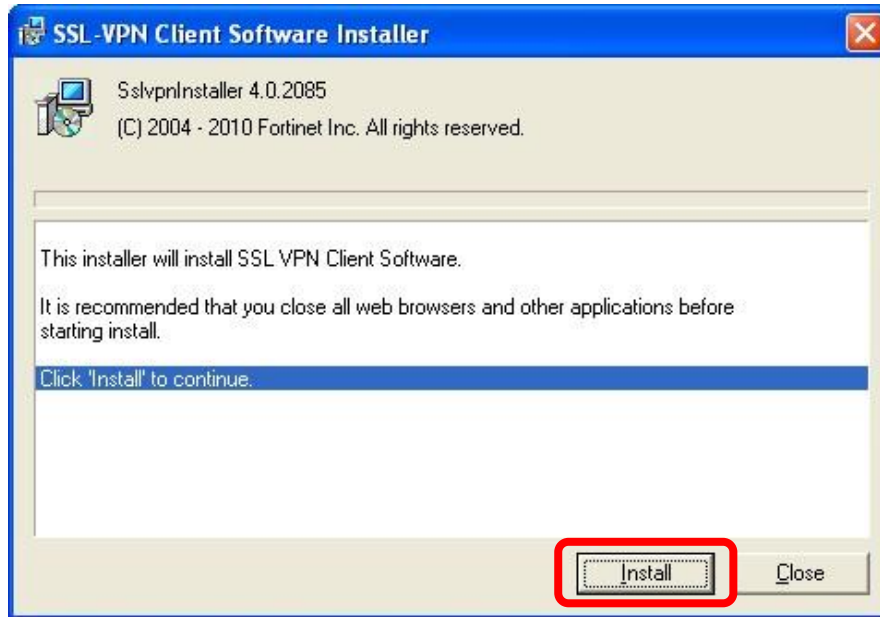 SSL-VPN Client Software Installer
SslvpnInstaller 4.0.2085
(C) 2004 - 2010 Fortinet Inc. All rights reserved.
This installer will install SSL VPN Client Software.
It is recommended that you close all web browsers and other applications before
starting install.
Click 'Install' to continue.
Install
Close